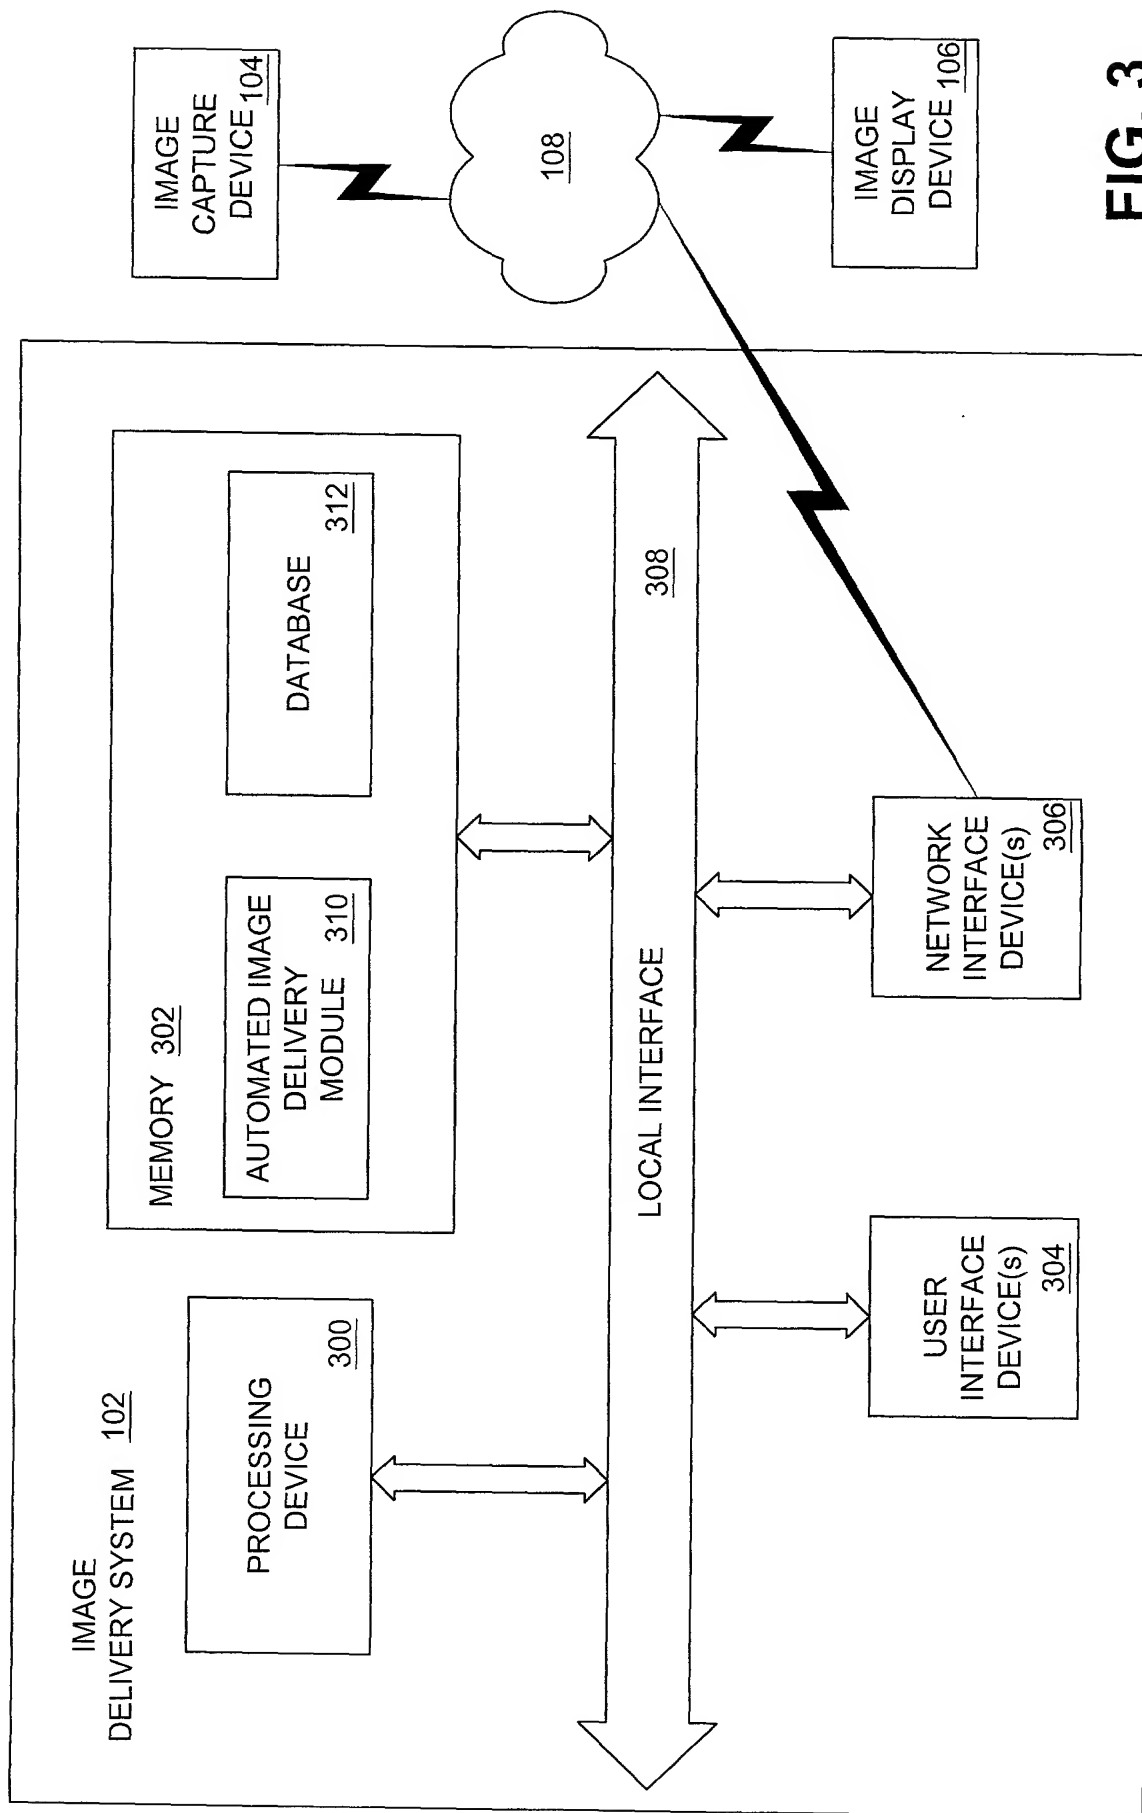 IMAGE
DELIVERY SYSTEM 102
PROCESSING
DEVICE
300
MEMORY 302
AUTOMATED IMAGE
DELIVERY
MODULE 310
DATABASE
312
LOCAL INTERFACE
308
USER
INTERFACE
DEVICE(s)
304
NETWORK
INTERFACE
DEVICE(s)
306
IMAGE
CAPTURE
DEVICE 104
108
IMAGE
DISPLAY
DEVICE 106
FIG. 3